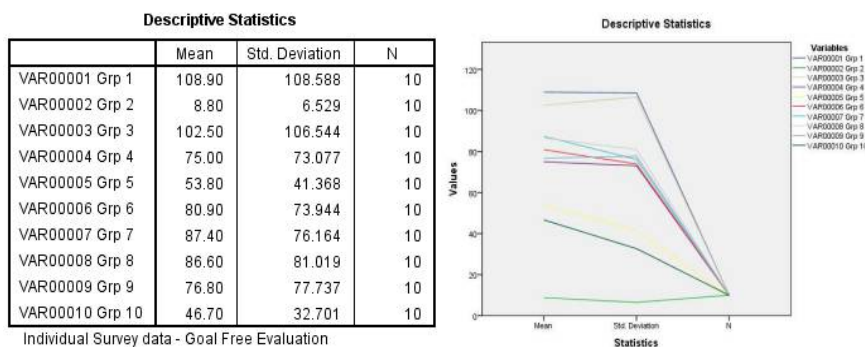 Descriptive Statistics
Mean Std. Deviation N
VAR00001 Grp 1 108.90 108.588 10
VAR00002 Grp 2 8.80 6.529 10
VAR00003 Grp 3 102.50 106.544 10
VAR00004 Grp 4 75.00 73.077 10
VAR00005 Grp 5 53.80 41.368 10
VAR00006 Grp 6 80.90 73.944 10
VAR00007 Grp 7 87.40 76.164 10
VAR00008 Grp 8 86.60 81.019 10
VAR00009 Grp 9 76.80 77.737 10
VAR00010 Grp 10 46.70 32.701 10
Individual Survey data - Goal Free Evaluation
Descriptive Statistics
Values
120
100
80
60
40
20
0
Mean Std. Deviation N
Statistics
Variables
VAR00001 Grp 1
VAR00002 Grp 2
VAR00003 Grp 3
VAR00004 Grp 4
VAR00005 Grp 5
VAR00006 Grp 6
VAR00007 Grp 7
VAR00008 Grp 8
VAR00009 Grp 9
VAR00010 Grp 10